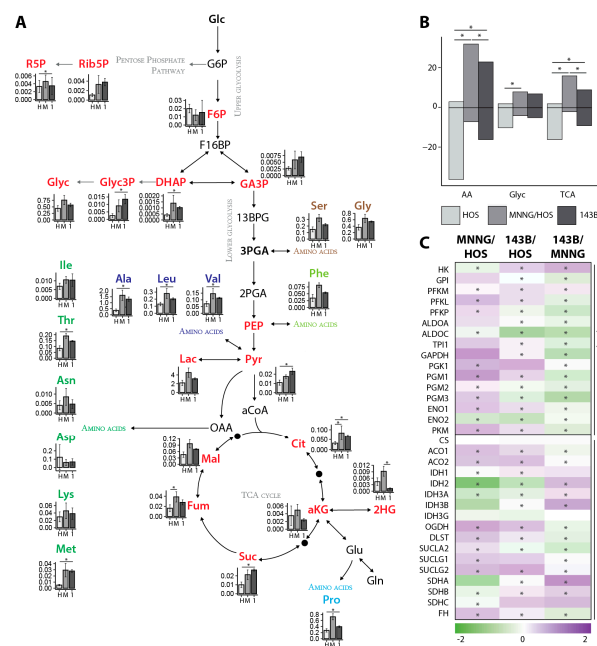 A
Glc
PENTOSE PHOSPHATE PATHWAY
G6P
R5P
Rib5P
UPPER GLYCOLYSIS
F6P
F16BP
Glyc
Glyc3P
DHAP
GA3P
13BPG
LOWER GLYCOLYSIS
Ser
Gly
3PGA
AMINO ACIDS
2PGA
Ile
Ala
Leu
Val
Phe
PEP
AMINO ACIDS
AMINO ACIDS
Thr
Lac
Pyr
Asn
AMINO ACIDS
OAA
aCoA
Asp
Mal
Cit
Lys
Fum
TCA CYCLE
aKG
2HG
Met
Suc
Glu
Gln
AMINO ACIDS
Pro
H M 1
B
20
0
−20
AA
Glyc
TCA
HOS
MNNG/HOS
143B
C
MNNG/HOS
143B/HOS
143B/MNNG
HK
GPI
PFKM
PFKL
PFKP
ALDOA
ALDOC
TPI1
GAPDH
PGK1
PGM1
PGM2
PGM3
ENO1
ENO2
PKM
CS
ACO1
ACO2
IDH1
IDH2
IDH3A
IDH3B
IDH3G
OGDH
DLST
SUCLA2
SUCLG1
SUCLG2
SDHA
SDHB
SDHC
FH
-2
0
2